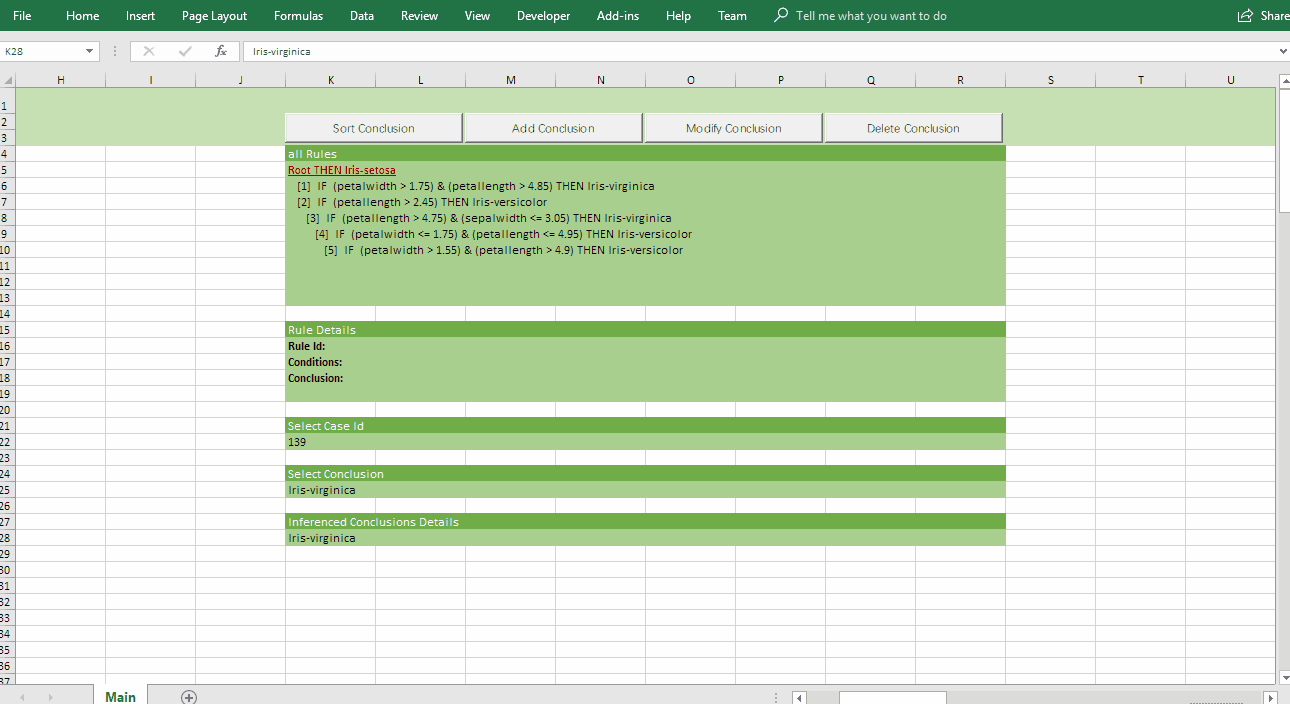 File Home Insert Page Layout Formulas Data Review View Developer Add-ins Help Team Tell me what you want to do Share
K28 fx Iris-virginica
H I J K L M N O P Q R S T U
1
2 Sort Conclusion Add Conclusion Modify Conclusion Delete Conclusion
3
4 all Rules
5 Root THEN Iris-setosa
6 [1] IF (petalwidth > 1.75) & (petallength > 4.85) THEN Iris-virginica
7 [2] IF (petallength > 2.45) THEN Iris-versicolor
8 [3] IF (petallength > 4.75) & (sepalwidth <= 3.05) THEN Iris-virginica
9 [4] IF (petalwidth <= 1.75) & (petallength <= 4.95) THEN Iris-versicolor
10 [5] IF (petalwidth > 1.55) & (petallength > 4.9) THEN Iris-versicolor
11
12
13
14
15 Rule Details
16 Rule Id:
17 Conditions:
18 Conclusion:
19
20
21 Select Case Id
22 139
23
24 Select Conclusion
25 Iris-virginica
26
27 Inferenced Conclusions Details
28 Iris-virginica
29
30
31
32
33
34
35
36
37
Main